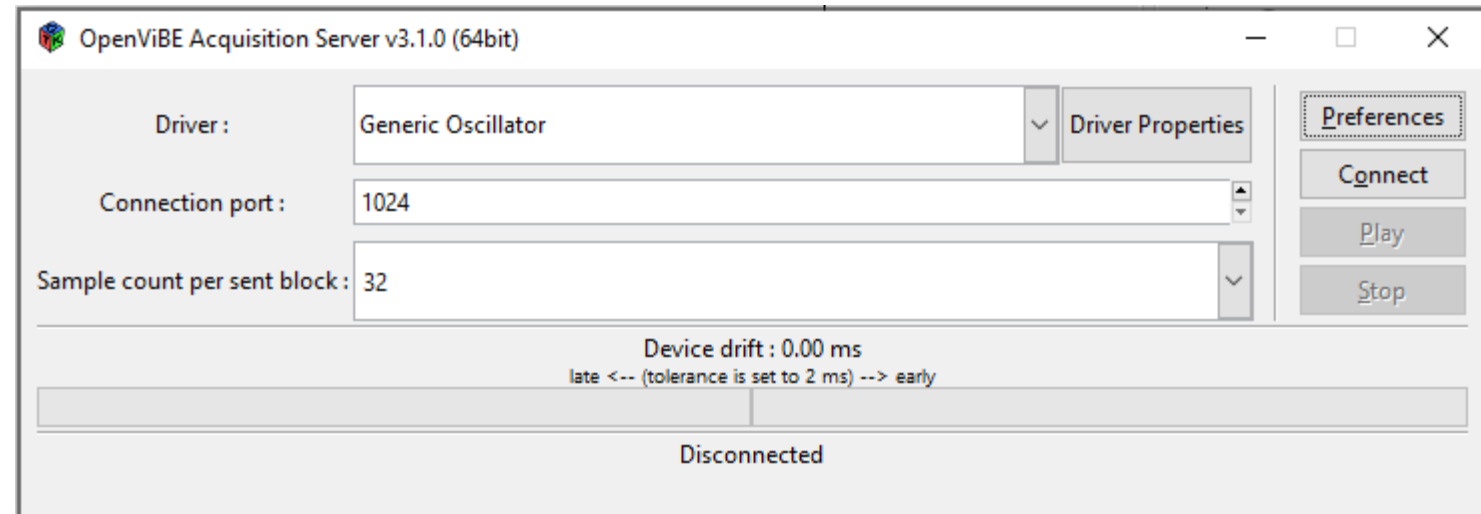 OpenViBE Acquisition Server v3.1.0 (64bit)
Driver :
Generic Oscillator
Driver Properties
Preferences
Connect
Connection port :
1024
Play
Sample count per sent block :
32
Stop
Device drift : 0.00 ms
late <-- (tolerance is set to 2 ms) --> early
Disconnected